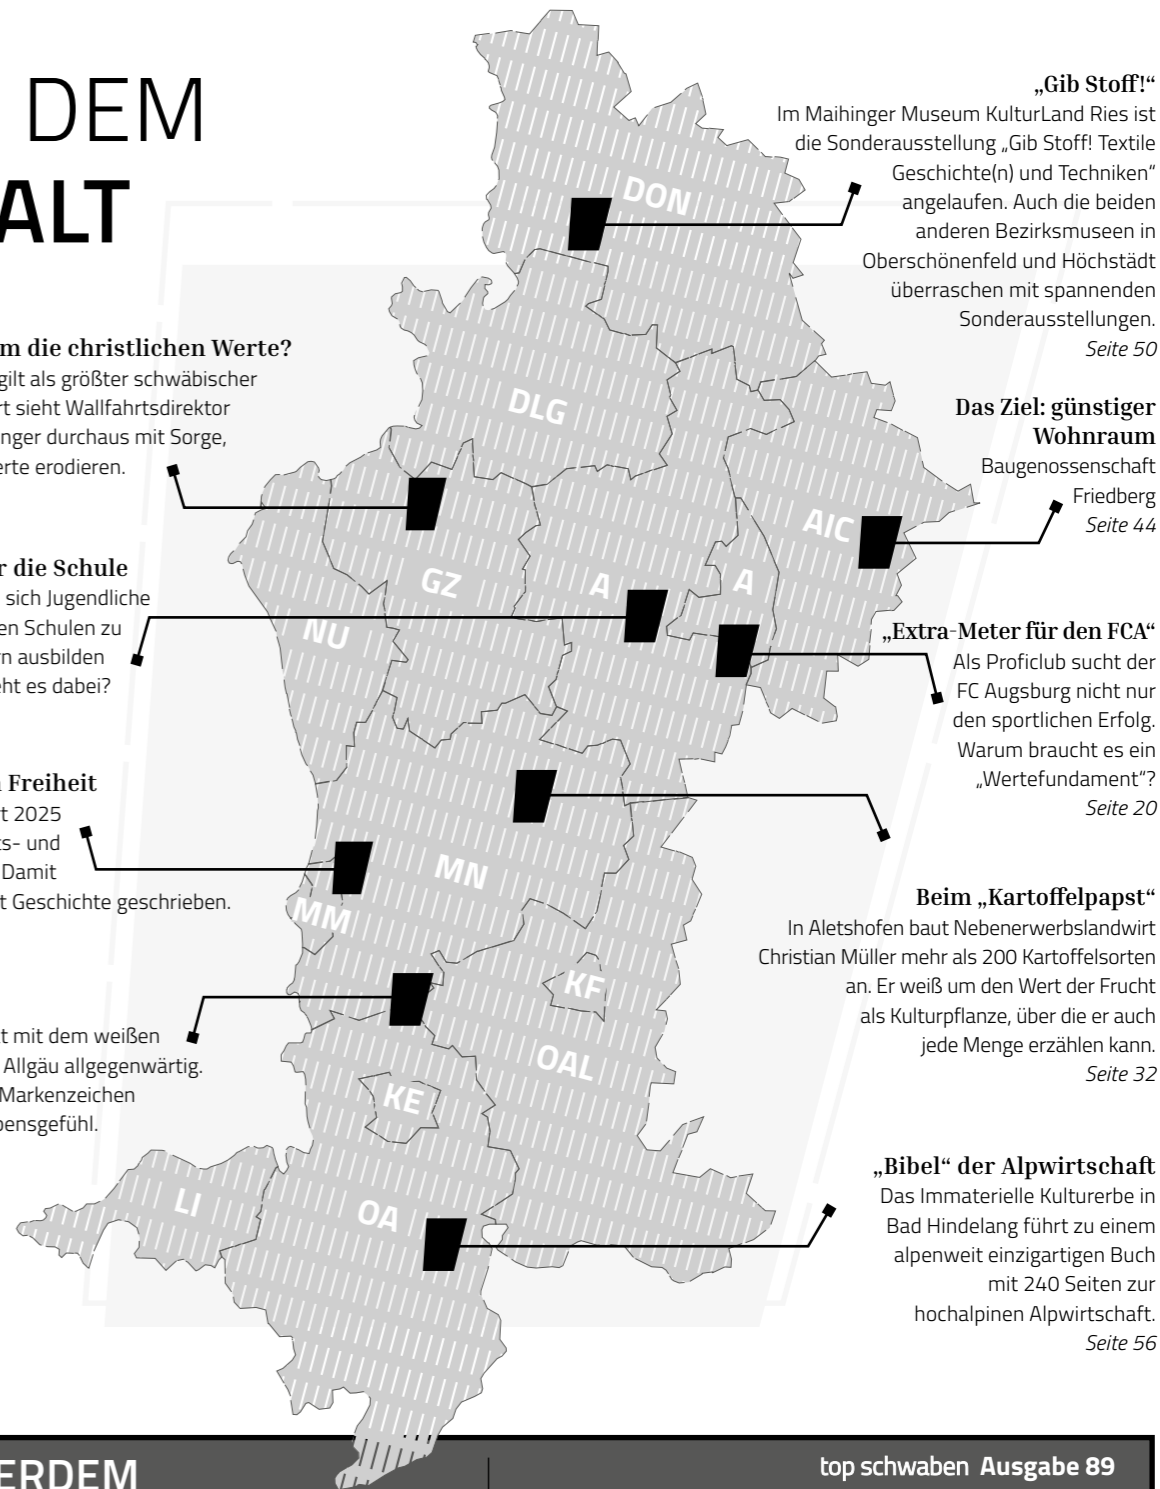 DEM
ALT
„Gib Stoff!“
Im Maihinger Museum KulturLand Ries ist
die Sonderausstellung „Gib Stoff! Textile
Geschichte(n) und Techniken“
angelaufen. Auch die beiden
anderen Bezirksmuseen in
Oberschönenfeld und Höchstädt
überraschen mit spannenden
Sonderausstellungen.
Seite 50
m die christlichen Werte?
gilt als größter schwäbischer
rt sieht Wallfahrtsdirektor
nger durchaus mit Sorge,
erte erodieren.
Das Ziel: günstiger
Wohnraum
Baugenossenschaft
Friedberg
Seite 44
r die Schule
sich Jugendliche
en Schulen zu
rn ausbilden
eht es dabei?
„Extra-Meter für den FCA“
Als Proficlub sucht der
FC Augsburg nicht nur
den sportlichen Erfolg.
Warum braucht es ein
„Wertefundament“?
Seite 20
n Freiheit
t 2025
ts- und
Damit
t Geschichte geschrieben.
Beim „Kartoffelpapst“
In Aletshofen baut Nebenerwerbslandwirt
Christian Müller mehr als 200 Kartoffelsorten
an. Er weiß um den Wert der Frucht
als Kulturpflanze, über die er auch
jede Menge erzählen kann.
Seite 32
t mit dem weißen
Allgäu allgegenwärtig.
Markenzeichen
bensgefühl.
„Bibel“ der Alpwirtschaft
Das Immaterielle Kulturerbe in
Bad Hindelang führt zu einem
alpenweit einzigartigen Buch
mit 240 Seiten zur
hochalpinen Alpwirtschaft.
Seite 56
DON
DLG
AIC
A
A
GZ
NU
MN
MM
KF
OAL
KE
LI
OA
ERDEM
top schwaben Ausgabe 89